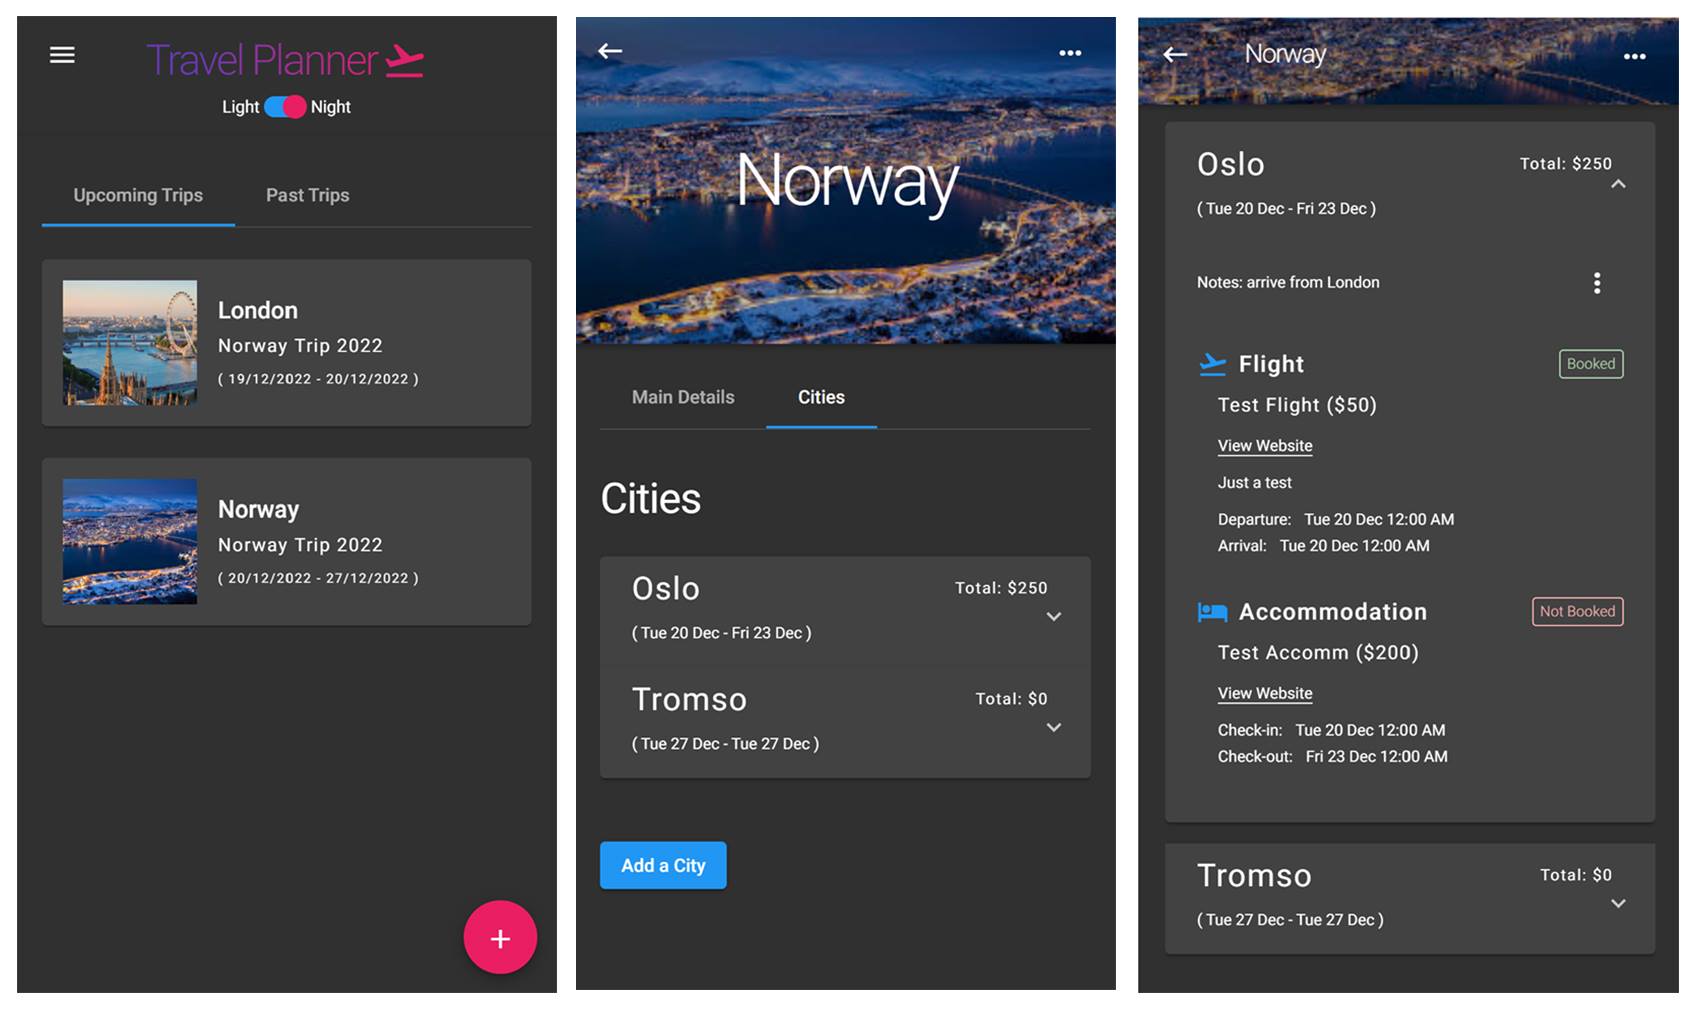 Travel Planner
Light Night
Upcoming Trips Past Trips
London
Norway Trip 2022
( 19/12/2022 - 20/12/2022 )
Norway
Norway Trip 2022
( 20/12/2022 - 27/12/2022 )
+
Norway
Main Details Cities
Cities
Oslo Total: $250
( Tue 20 Dec - Fri 23 Dec )
Tromso Total: $0
( Tue 27 Dec - Tue 27 Dec )
Add a City
Norway
Oslo Total: $250
( Tue 20 Dec - Fri 23 Dec )
Notes: arrive from London
Flight Booked
Test Flight ($50)
View Website
Just a test
Departure: Tue 20 Dec 12:00 AM
Arrival: Tue 20 Dec 12:00 AM
Accommodation Not Booked
Test Accomm ($200)
View Website
Check-in: Tue 20 Dec 12:00 AM
Check-out: Fri 23 Dec 12:00 AM
Tromso Total: $0
( Tue 27 Dec - Tue 27 Dec )